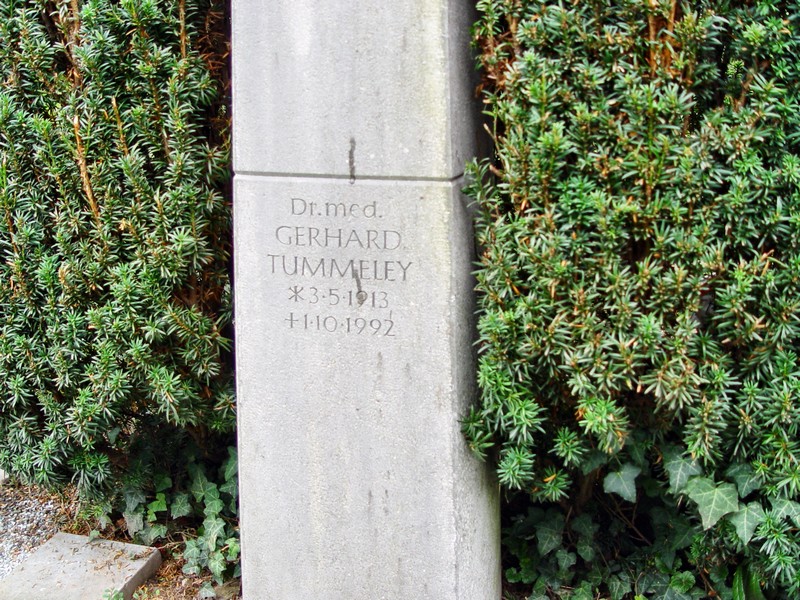 Dr. med.
GERHARD
TUMMELEY
*3·5·1913
+1·10·1992